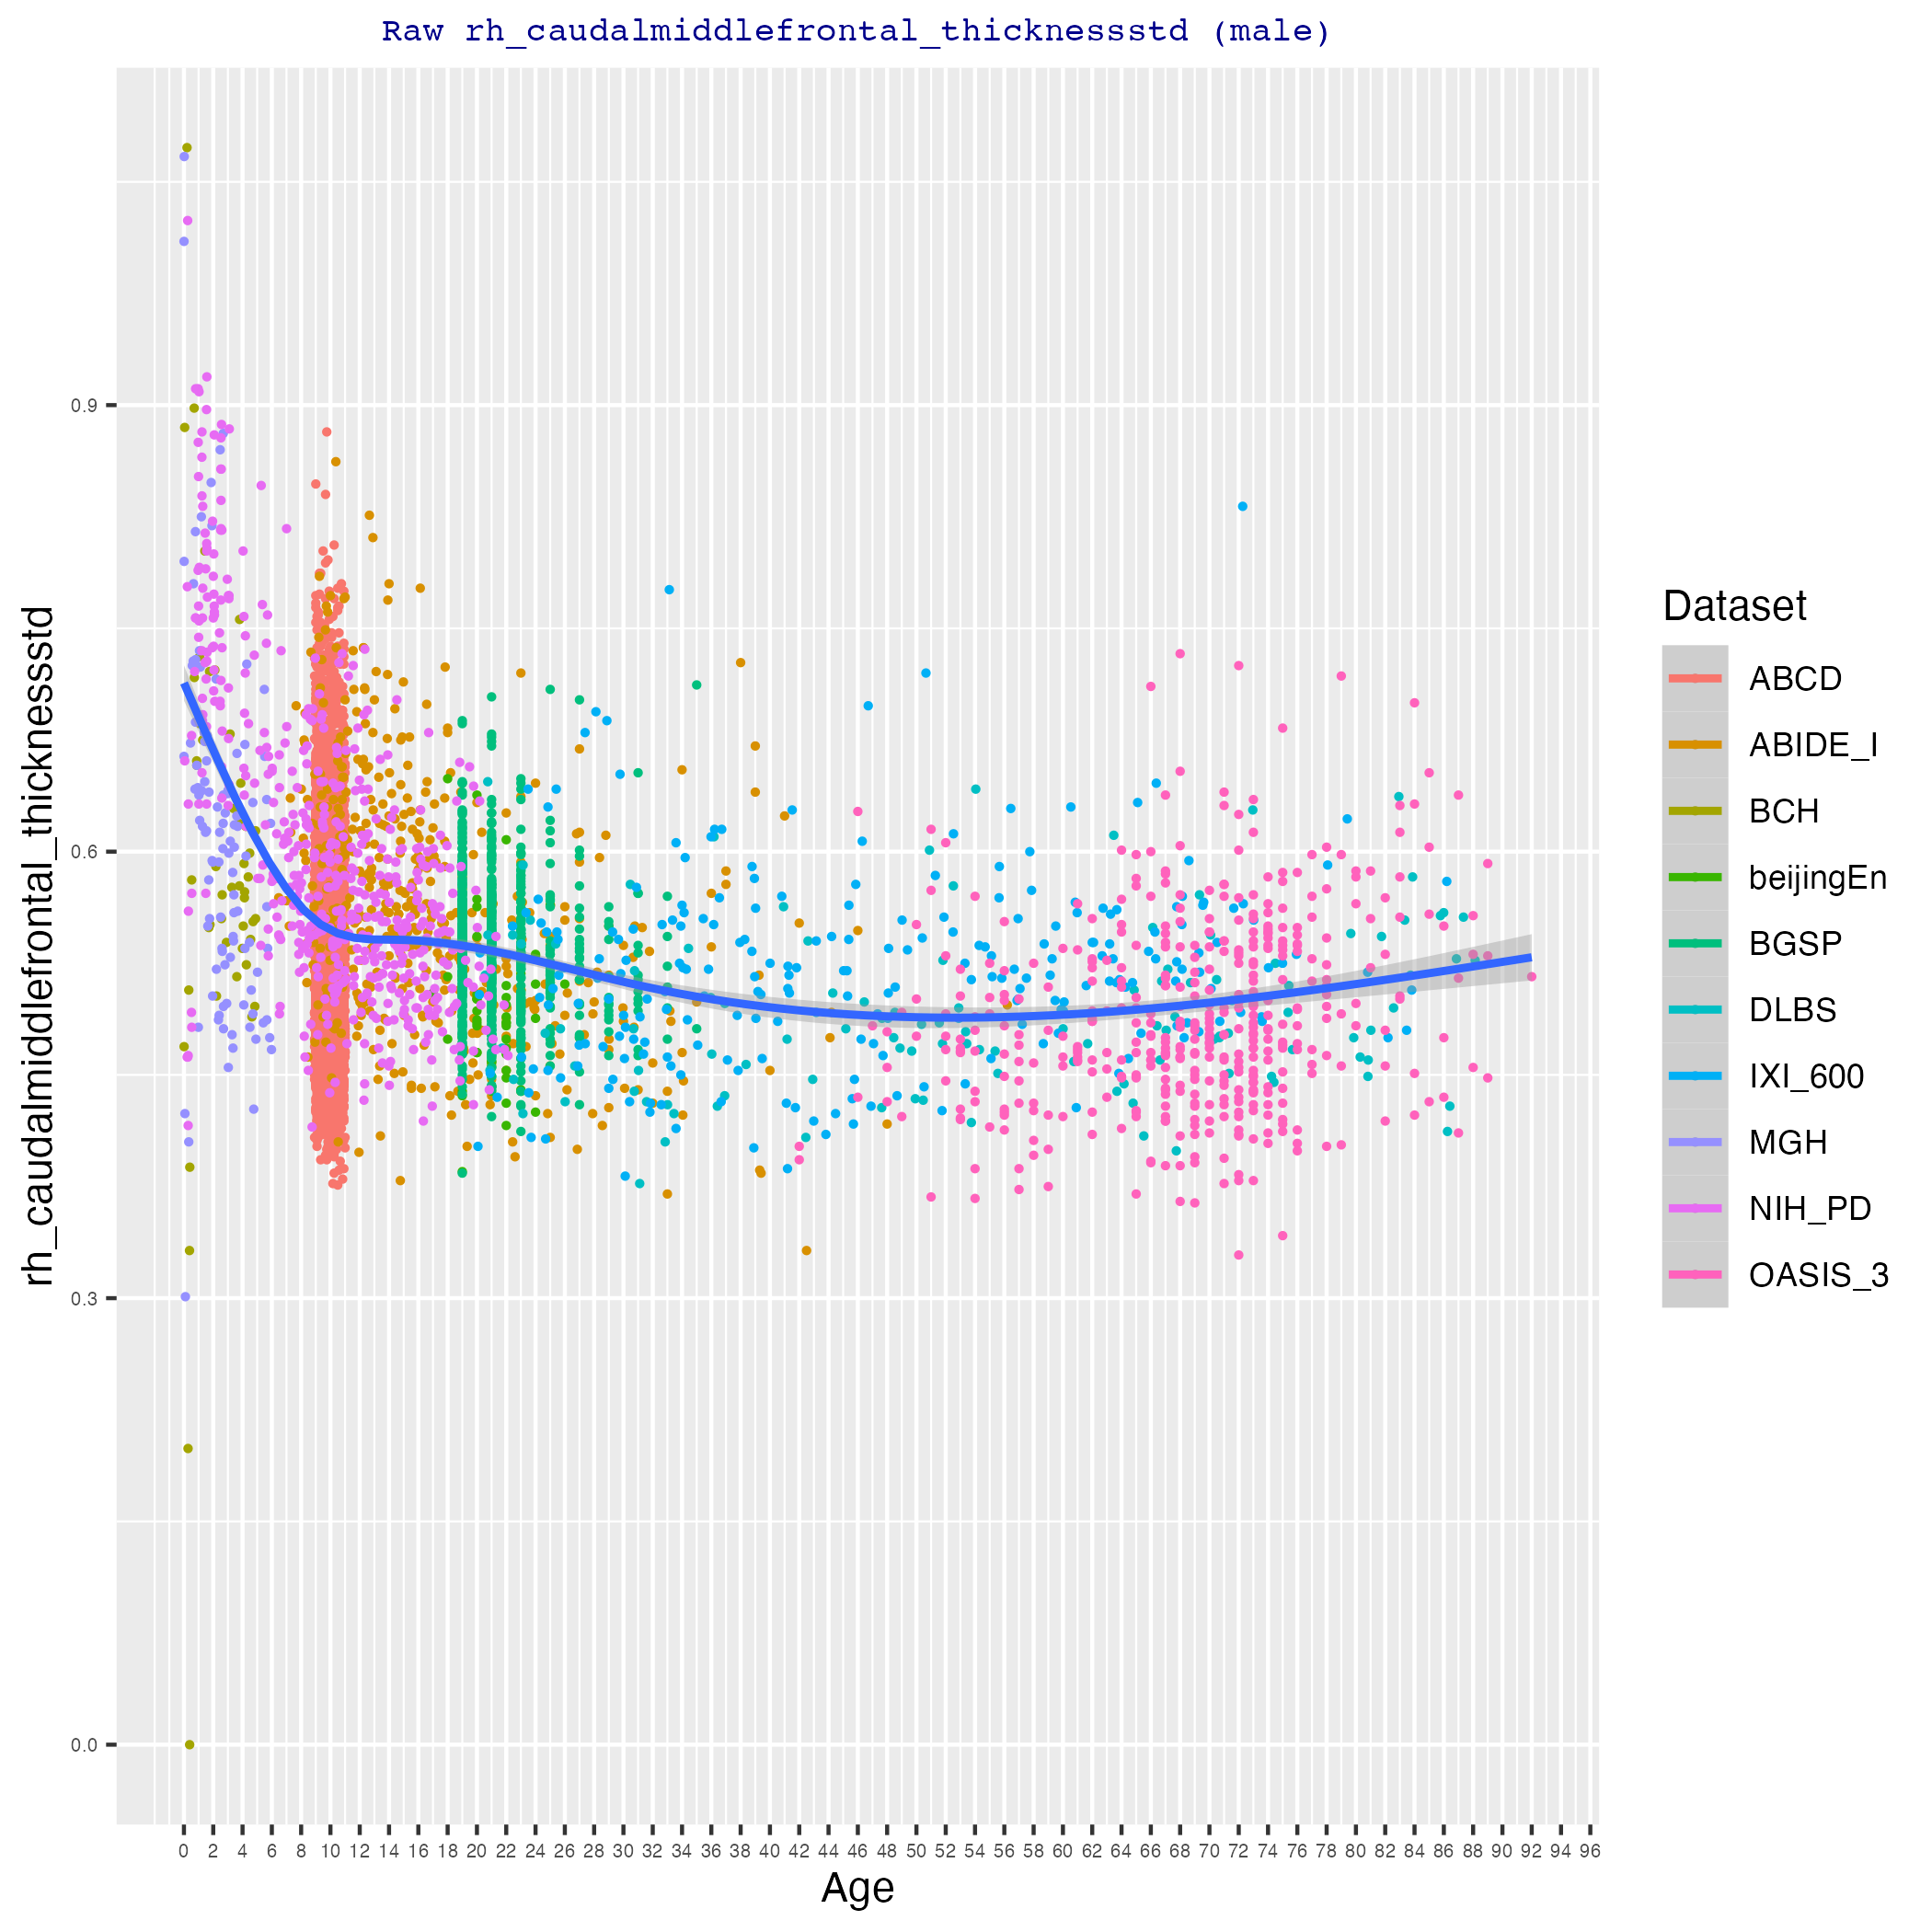 Raw rh_caudalmiddlefrontal_thicknessstd (male)
rh_caudalmiddlefrontal_thicknessstd
0.9
0.6
0.3
0.0
0 2 4 6 8 10 12 14 16 18 20 22 24 26 28 30 32 34 36 38 40 42 44 46 48 50 52 54 56 58 60 62 64 66 68 70 72 74 76 78 80 82 84 86 88 90 92 94 96
Age
Dataset
ABCD
ABIDE_I
BCH
beijingEn
BGSP
DLBS
IXI_600
MGH
NIH_PD
OASIS_3